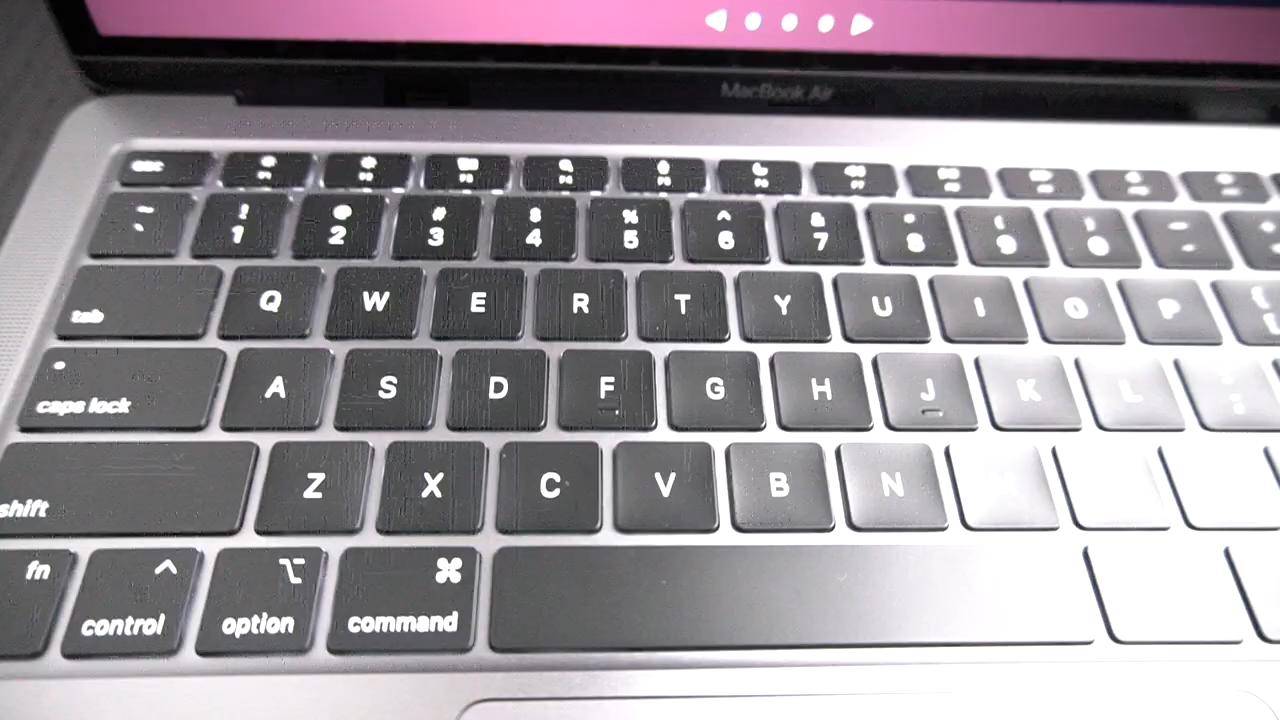 MacBook Air
esc
~ ! @ # $ % ^ & * ( )
` 1 2 3 4 5 6 7 8 9 0
tab Q W E R T Y U I O P
caps lock A S D F G H J K L
shift Z X C V B N
fn control option command